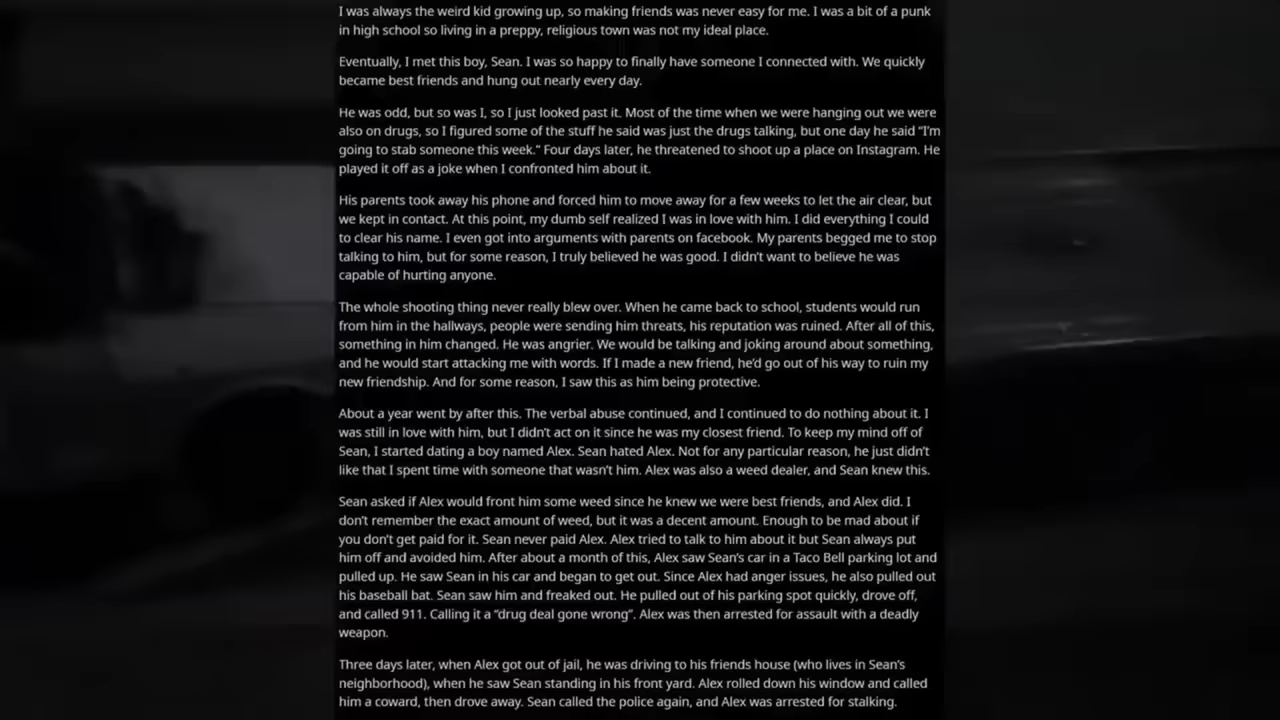 I was always the weird kid growing up, so making friends was never easy for me. I was a bit of a punk
in high school so living in a preppy, religious town was not my ideal place.
Eventually, I met this boy, Sean. I was so happy to finally have someone I connected with. We quickly
became best friends and hung out nearly every day.
He was odd, but so was I, so I just looked past it. Most of the time when we were hanging out we were
also on drugs, so I figured some of the stuff he said was just the drugs talking, but one day he said “I’m
going to stab someone this week.” Four days later, he threatened to shoot up a place on Instagram. He
played it off as a joke when I confronted him about it.
His parents took away his phone and forced him to move away for a few weeks to let the air clear, but
we kept in contact. At this point, my dumb self realized I was in love with him. I did everything I could
to clear his name. I even got into arguments with parents on facebook. My parents begged me to stop
talking to him, but for some reason, I truly believed he was good. I didn’t want to believe he was
capable of hurting anyone.
The whole shooting thing never really blew over. When he came back to school, students would run
from him in the hallways, people were sending him threats, his reputation was ruined. After all of this,
something in him changed. He was angrier. We would be talking and joking around about something,
and he would start attacking me with words. If I made a new friend, he’d go out of his way to ruin my
new friendship. And for some reason, I saw this as him being protective.
About a year went by after this. The verbal abuse continued, and I continued to do nothing about it. I
was still in love with him, but I didn’t act on it since he was my closest friend. To keep my mind off of
Sean, I started dating a boy named Alex. Sean hated Alex. Not for any particular reason, he just didn’t
like that I spent time with someone that wasn’t him. Alex was also a weed dealer, and Sean knew this.
Sean asked if Alex would front him some weed since he knew we were best friends, and Alex did. I
don’t remember the exact amount of weed, but it was a decent amount. Enough to be mad about if
you don’t get paid for it. Sean never paid Alex. Alex tried to talk to him about it but Sean always put
him off and avoided him. After about a month of this, Alex saw Sean’s car in a Taco Bell parking lot and
pulled up. He saw Sean in his car and began to get out. Since Alex had anger issues, he also pulled out
his baseball bat. Sean saw him and freaked out. He pulled out of his parking spot quickly, drove off,
and called 911. Calling it a “drug deal gone wrong”. Alex was then arrested for assault with a deadly
weapon.
Three days later, when Alex got out of jail, he was driving to his friends house (who lives in Sean’s
neighborhood), when he saw Sean standing in his front yard. Alex rolled down his window and called
him a coward, then drove away. Sean called the police again, and Alex was arrested for stalking.